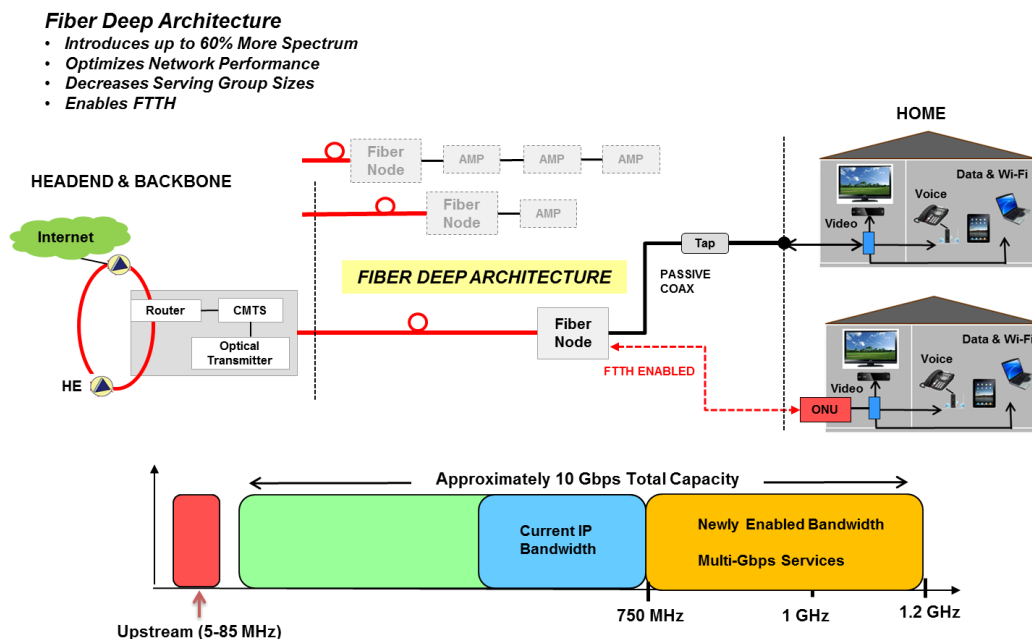 Fiber Deep Architecture
• Introduces up to 60% More Spectrum
• Optimizes Network Performance
• Decreases Serving Group Sizes
• Enables FTTH
HOME
Fiber
Node
AMP
AMP
AMP
HEADEND & BACKBONE
Fiber
Node
AMP
Data & Wi-Fi
Voice
Video
Internet
Tap
FIBER DEEP ARCHITECTURE
PASSIVE
COAX
Router
CMTS
Optical
Transmitter
Fiber
Node
HE
FTTH ENABLED
Data & Wi-Fi
Voice
Video
ONU
Approximately 10 Gbps Total Capacity
Current IP
Bandwidth
Newly Enabled Bandwidth
Multi-Gbps Services
750 MHz
1 GHz
1.2 GHz
Upstream (5-85 MHz)